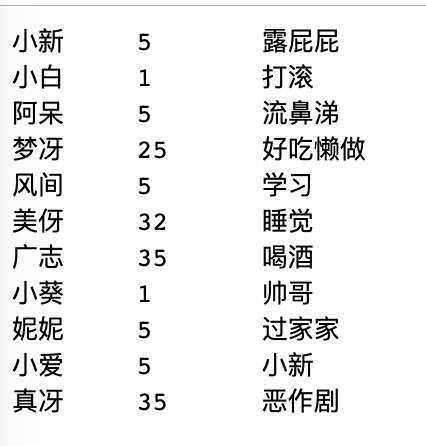 小新 5 露屁屁
小白 1 打滚
阿呆 5 流鼻涕
梦冴 25 好吃懒做
风间 5 学习
美伢 32 睡觉
广志 35 喝酒
小葵 1 帅哥
妮妮 5 过家家
小爱 5 小新
真冴 35 恶作剧